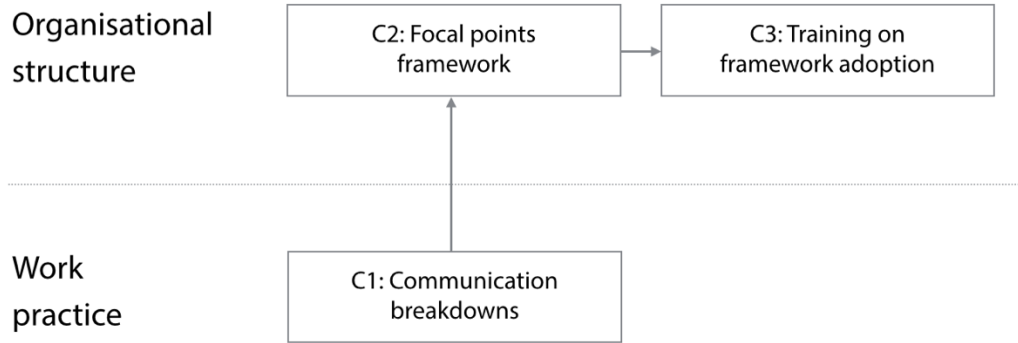 Organisational
structure
C2: Focal points
framework
C3: Training on
framework adoption
Work
practice
C1: Communication
breakdowns